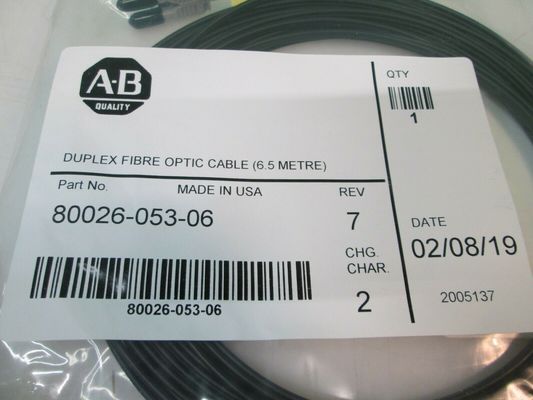 A-B
QUALITY
QTY
1
DUPLEX FIBRE OPTIC CABLE (6.5 METRE)
Part No. MADE IN USA REV
80026-053-06 7
DATE
02/08/19
CHG.
CHAR.
2
80026-053-06
2005137